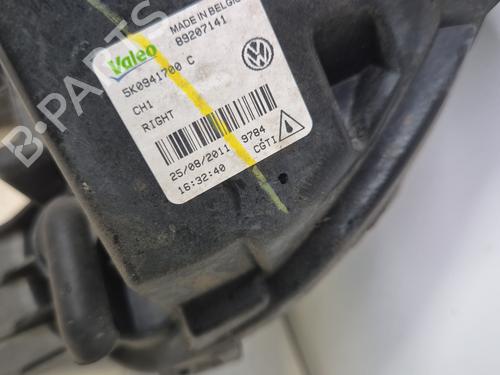 Valeo
MADE IN BELGIUM
89207141
5K0941700 C
CH1
RIGHT
25/08/2011 9784
16:32:40 CGTI
B-PARTS